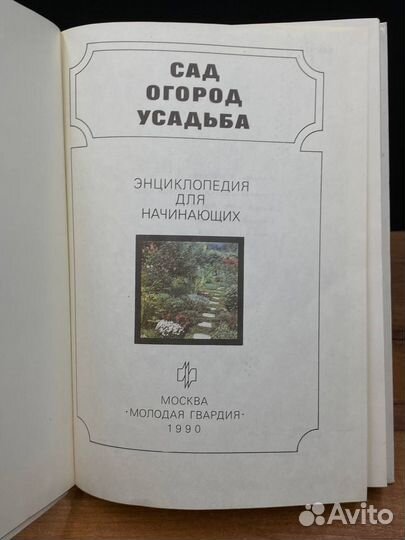 САД
ОГОРОД
УСАДЬБА
ЭНЦИКЛОПЕДИЯ
ДЛЯ
НАЧИНАЮЩИХ
МОСКВА
·МОЛОДАЯ ГВАРДИЯ·
1990
Avito